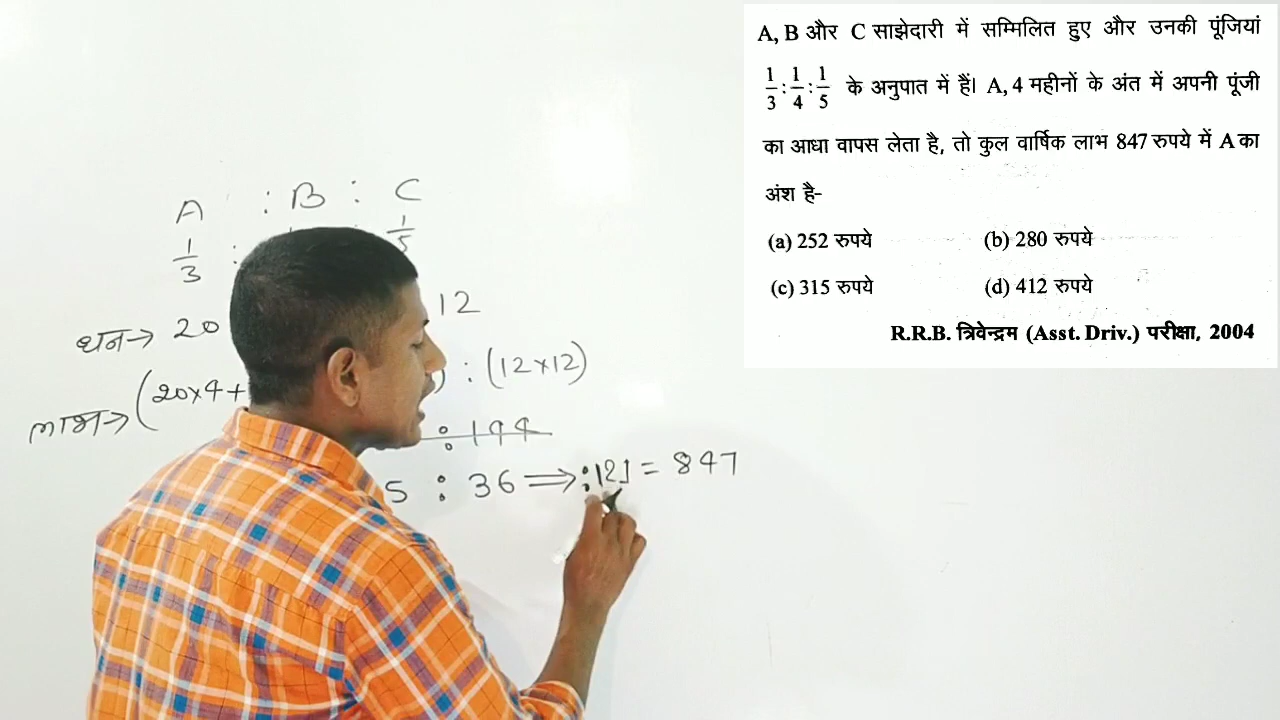 A, B और C साझेदारी में सम्मिलित हुए और उनकी पूंजियां
1/3 : 1/4 : 1/5 के अनुपात में हैं। A, 4 महीनों के अंत में अपनी पूंजी
का आधा वापस लेता है, तो कुल वार्षिक लाभ 847 रुपये में A का
अंश है-
(a) 252 रुपये (b) 280 रुपये
(c) 315 रुपये (d) 412 रुपये
R.R.B. त्रिवेन्द्रम (Asst. Driv.) परीक्षा, 2004
A : B : C
1/3 : 1/5
धन→ 20 12
लाभ→ (20×4+ ) : (12×12)
: 144
5 : 36 ⇒ : 121 = 847